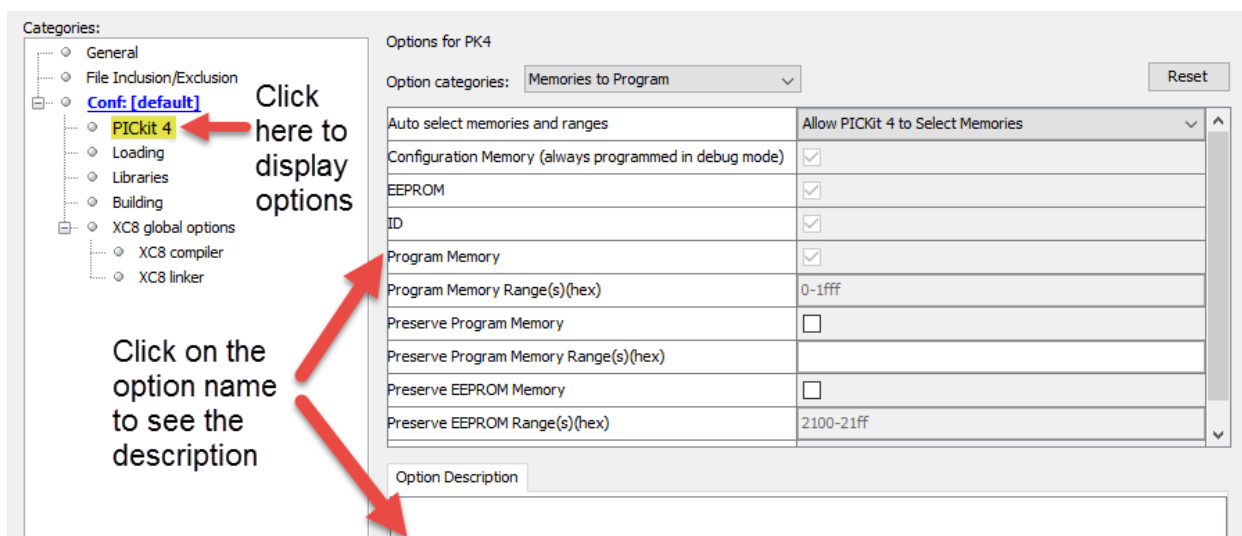 Categories:
General
File Inclusion/Exclusion
Conf: [default]
PICkit 4
Loading
Libraries
Building
XC8 global options
XC8 compiler
XC8 linker
Click
here to
display
options
Click on the
option name
to see the
description
Options for PK4
Option categories: Memories to Program
Reset
Auto select memories and ranges Allow PICKit 4 to Select Memories
Configuration Memory (always programmed in debug mode)
EEPROM
ID
Program Memory
Program Memory Range(s)(hex) 0-1fff
Preserve Program Memory
Preserve Program Memory Range(s)(hex)
Preserve EEPROM Memory
Preserve EEPROM Range(s)(hex) 2100-21ff
Option Description